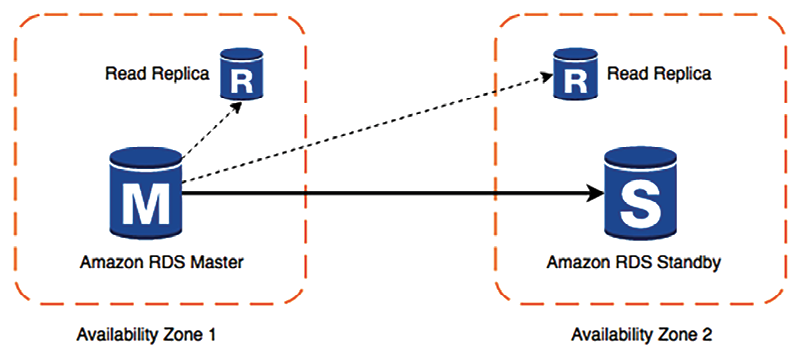 Read Replica
R
R
Read Replica
M
S
Amazon RDS Master
Amazon RDS Standby
Availability Zone 1
Availability Zone 2